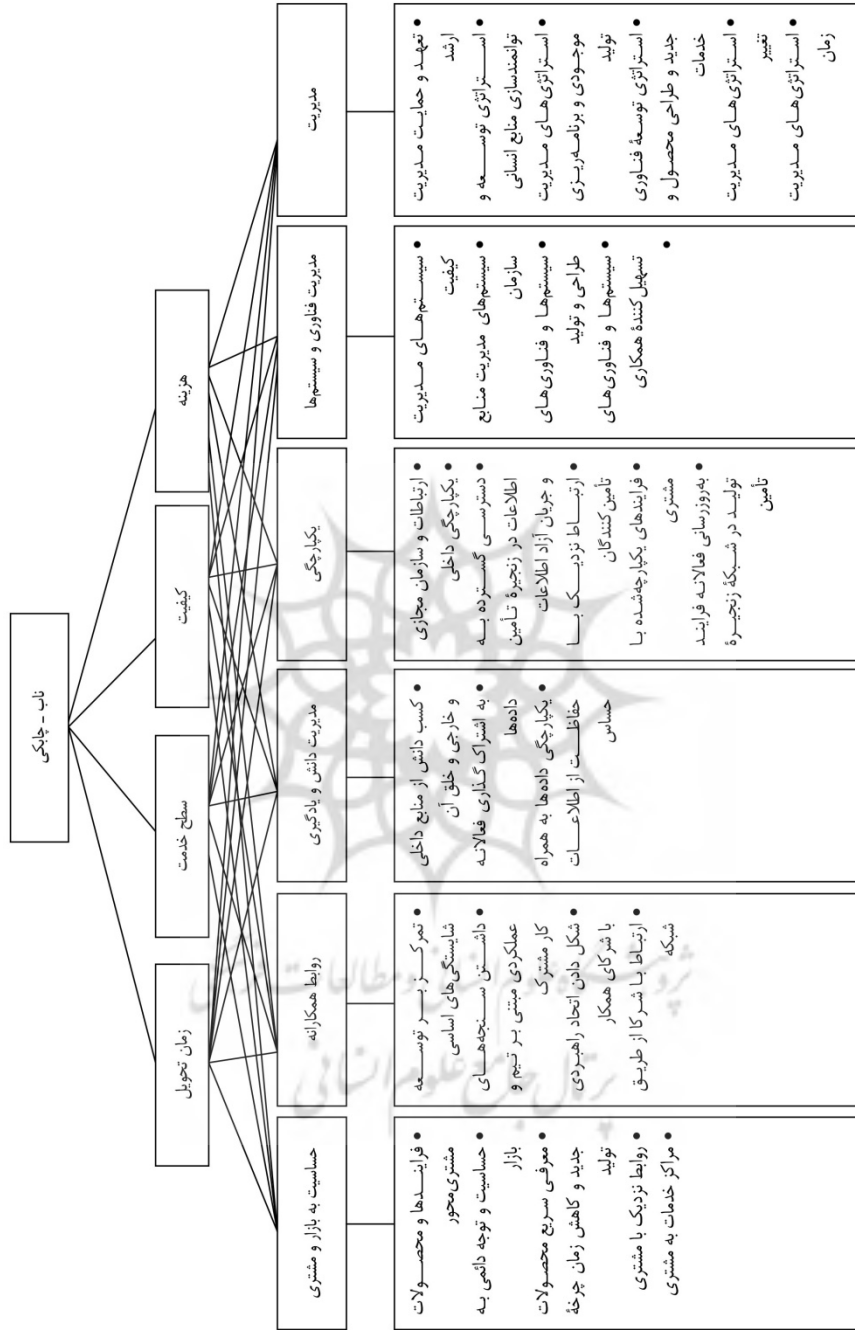 ناب ـ چابکی
هزینه
کیفیت
سطح خدمت
زمان تحویل
مدیریت
مدیریت فناوری و سیستم‌ها
یکپارچگی
مدیریت دانش و یادگیری
روابط همکارانه
حساسیت به بازار و مشتری
• تعهد و حمایت مدیریت
ارشد
• استراتژی توسعه و
توانمندسازی منابع انسانی
• استراتژی‌های مدیریت
موجودی و برنامه‌ریزی
تولید
• استراتژی توسعهٔ فناوری
جدید و طراحی محصول و
خدمات
• استراتژی‌های مدیریت
تغییر
• استراتژی‌های مدیریت
زمان
• سیستم‌های مدیریت
کیفیت
• سیستم‌های مدیریت منابع
سازمان
• سیستم‌ها و فناوری‌های
طراحی و تولید
• سیستم‌ها و فناوری‌های
تسهیل‌کنندهٔ همکاری
•
• ارتباطات و سازمان مجازی
یکپارچگی داخلی
• دسترسی گسترده به
اطلاعات در زنجیرهٔ تأمین
و جریان آزاد اطلاعات
• ارتباط نزدیک با
تأمین‌کنندگان
• فرایندهای یکپارچه‌شده با
مشتری
• به‌روزرسانی فعالانه فرایند
تولید در شبکهٔ زنجیرهٔ
تأمین
• کسب دانش از منابع داخلی
و خارجی و خلق آن
• به اشتراک گذاری فعالانه
داده‌ها
• یکپارچگی داده‌ها به همراه
حفاظت از اطلاعات
حساس
• تمرکز بر توسعه
شایستگی‌های اساسی
• داشتن سنجه‌های
عملکردی مبتنی بر تیم و
کار مشترک
• شکل دادن اتحاد راهبردی
با شرکای همکار
• ارتباط با شرکا از طریق
شبکه
• فرایندها و محصولات
مشتری‌محور
• حساسیت و توجه دائمی به
بازار
• معرفی سریع محصولات
جدید و کاهش زمان چرخهٔ
تولید
• روابط نزدیک با مشتری
• مراکز خدمات به مشتری
پژوهشگاه علوم انسانی و مطالعات فرهنگی
پرتال جامع علوم انسانی